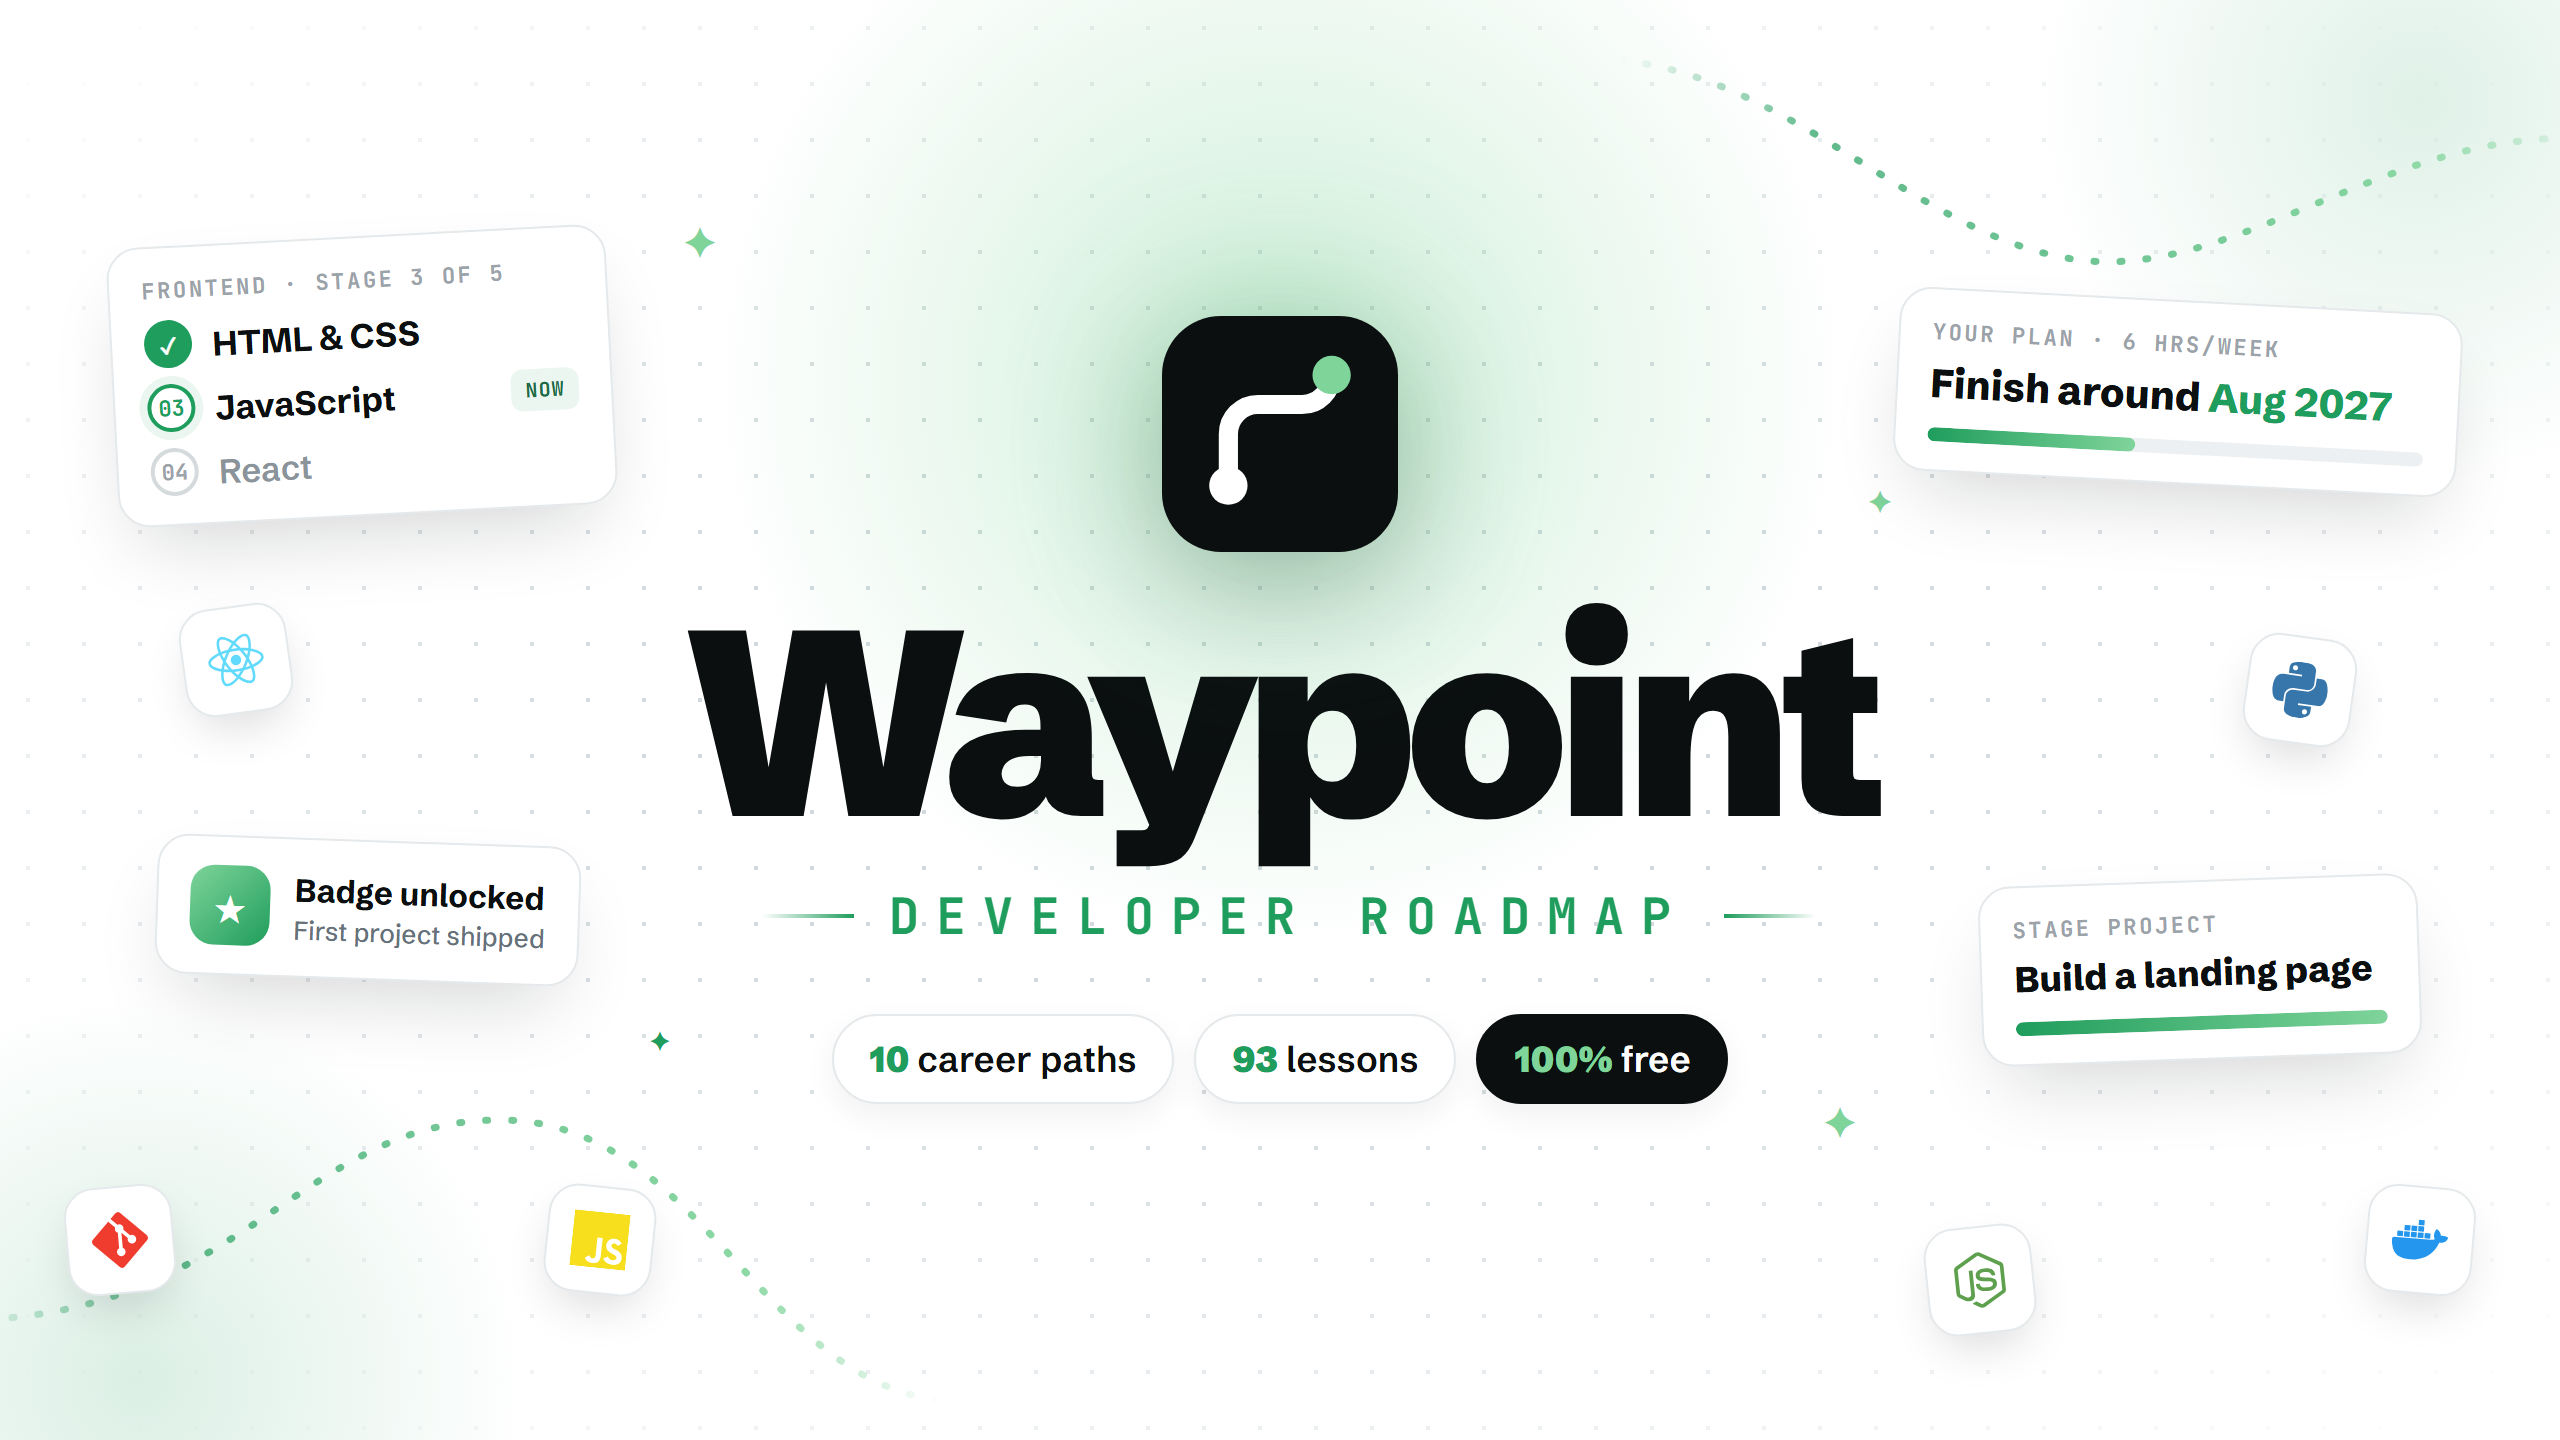 FRONTEND · STAGE 3 OF 5
HTML & CSS
03 JavaScript NOW
04 React
YOUR PLAN · 6 HRS/WEEK
Finish around Aug 2027
Waypoint
DEVELOPER ROADMAP
Badge unlocked
First project shipped
STAGE PROJECT
Build a landing page
10 career paths
93 lessons
100% free
JS
JS